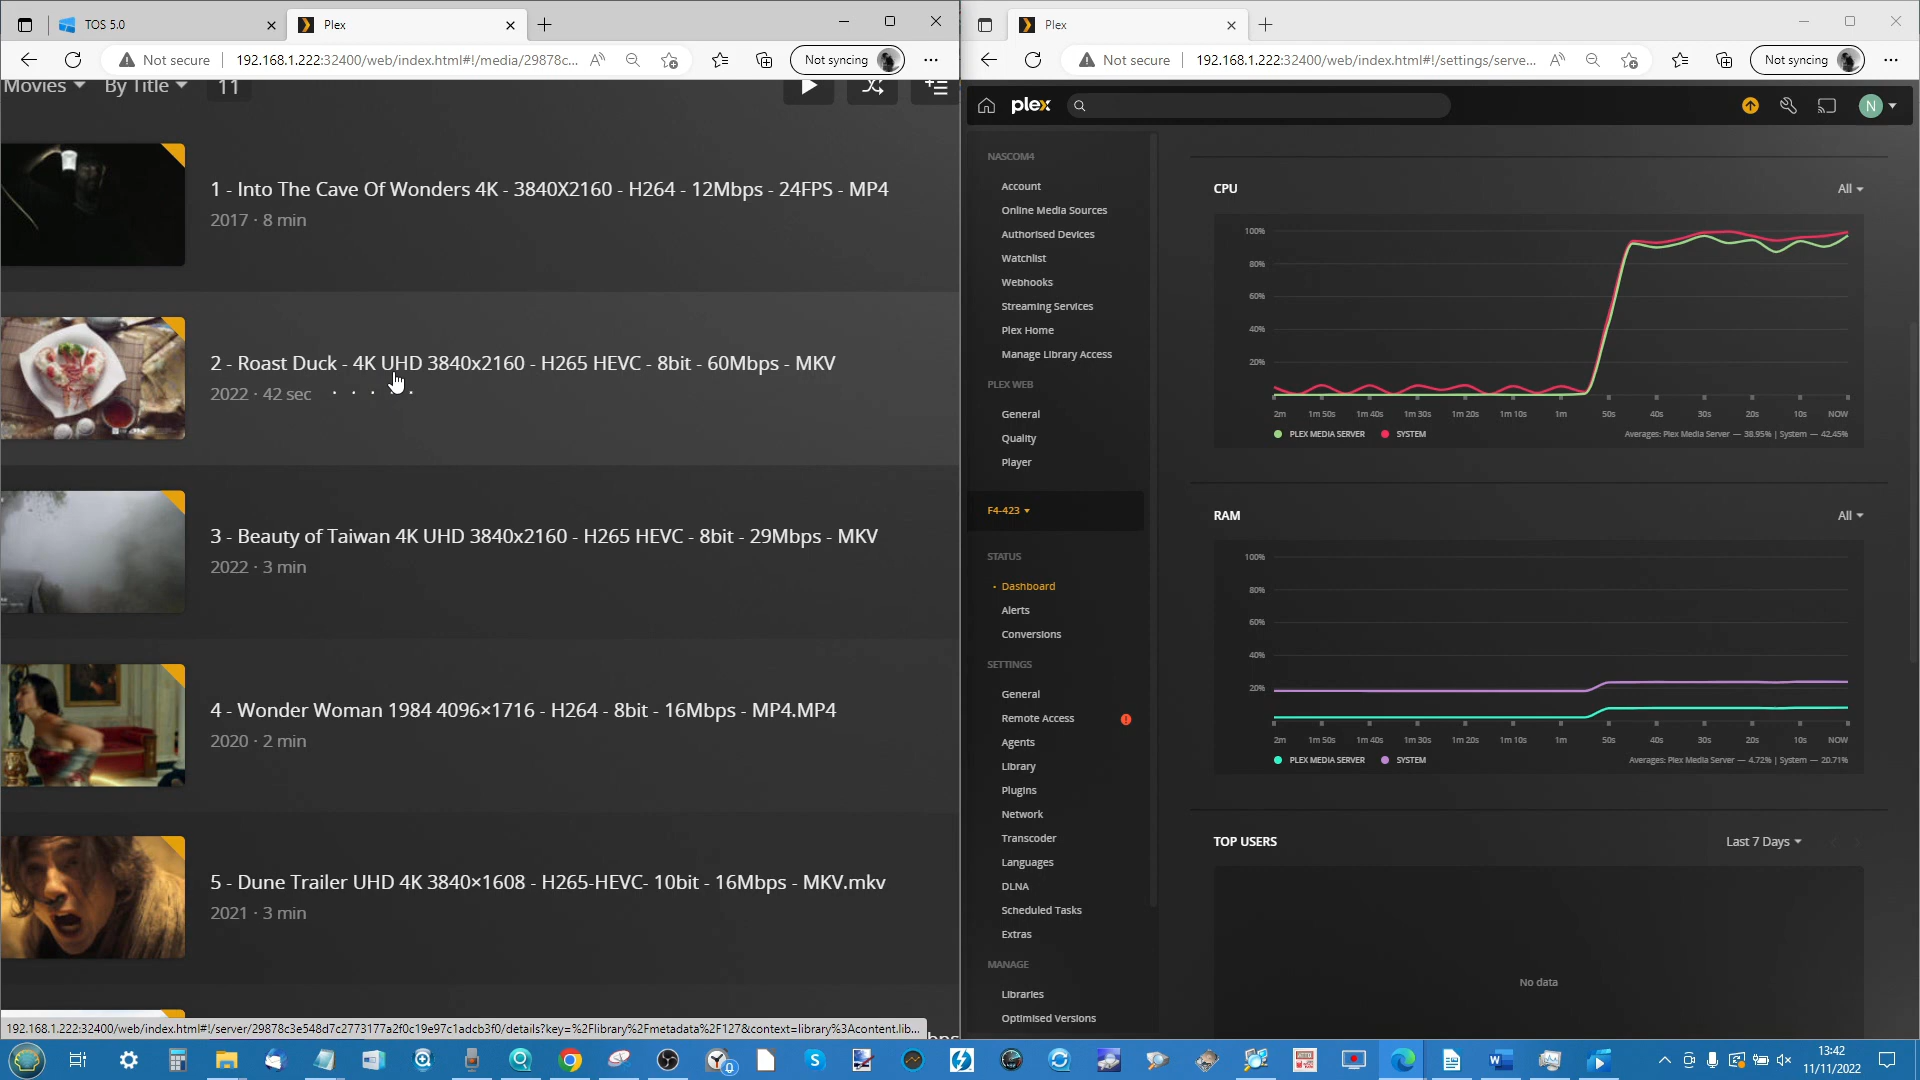 TOS 5.0
Plex
Not secure
192.168.1.222:32400/web/index.html#!/media/29878c...
Not syncing
Movies
By Title
11
1 - Into The Cave Of Wonders 4K - 3840X2160 - H264 - 12Mbps - 24FPS - MP4
2017 · 8 min
2 - Roast Duck - 4K UHD 3840x2160 - H265 HEVC - 8bit - 60Mbps - MKV
2022 · 42 sec
3 - Beauty of Taiwan 4K UHD 3840x2160 - H265 HEVC - 8bit - 29Mbps - MKV
2022 · 3 min
4 - Wonder Woman 1984 4096×1716 - H264 - 8bit - 16Mbps - MP4.MP4
2020 · 2 min
5 - Dune Trailer UHD 4K 3840×1608 - H265-HEVC- 10bit - 16Mbps - MKV.mkv
2021 · 3 min
192.168.1.222:32400/web/index.html#!/server/29878c3e548d7c2773177a2f0c19e97c1adcb3f0/details?key=%2Flibrary%2Fmetadata%2F127&context=library%3Acontent.lib...
Plex
Not secure
192.168.1.222:32400/web/index.html#!/settings/serve...
Not syncing
plex
N
NASCOM4
Account
Online Media Sources
Authorised Devices
Watchlist
Webhooks
Streaming Services
Plex Home
Manage Library Access
PLEX WEB
General
Quality
Player
F4-423
STATUS
Dashboard
Alerts
Conversions
SETTINGS
General
Remote Access
Agents
Library
Plugins
Network
Transcoder
Languages
DLNA
Scheduled Tasks
Extras
MANAGE
Libraries
Optimised Versions
CPU
All
100%
80%
60%
40%
20%
2m 1m 50s 1m 40s 1m 30s 1m 20s 1m 10s 1m 50s 40s 30s 20s 10s NOW
PLEX MEDIA SERVER SYSTEM
Averages: Plex Media Server — 38.95% | System — 42.45%
RAM
All
100%
80%
60%
40%
20%
2m 1m 50s 1m 40s 1m 30s 1m 20s 1m 10s 1m 50s 40s 30s 20s 10s NOW
PLEX MEDIA SERVER SYSTEM
Averages: Plex Media Server — 4.72% | System — 20.71%
TOP USERS
Last 7 Days
No data
13:42
11/11/2022